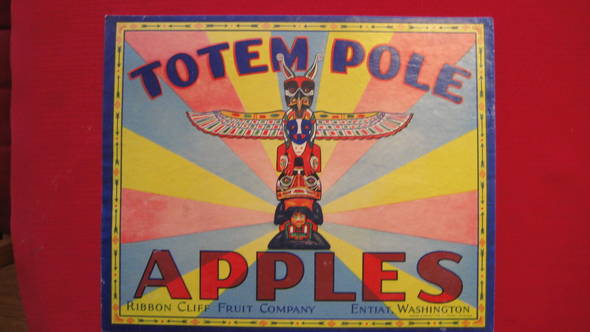 TOTEM POLE
APPLES
RIBBON CLIFF FRUIT COMPANY ENTIAT, WASHINGTON